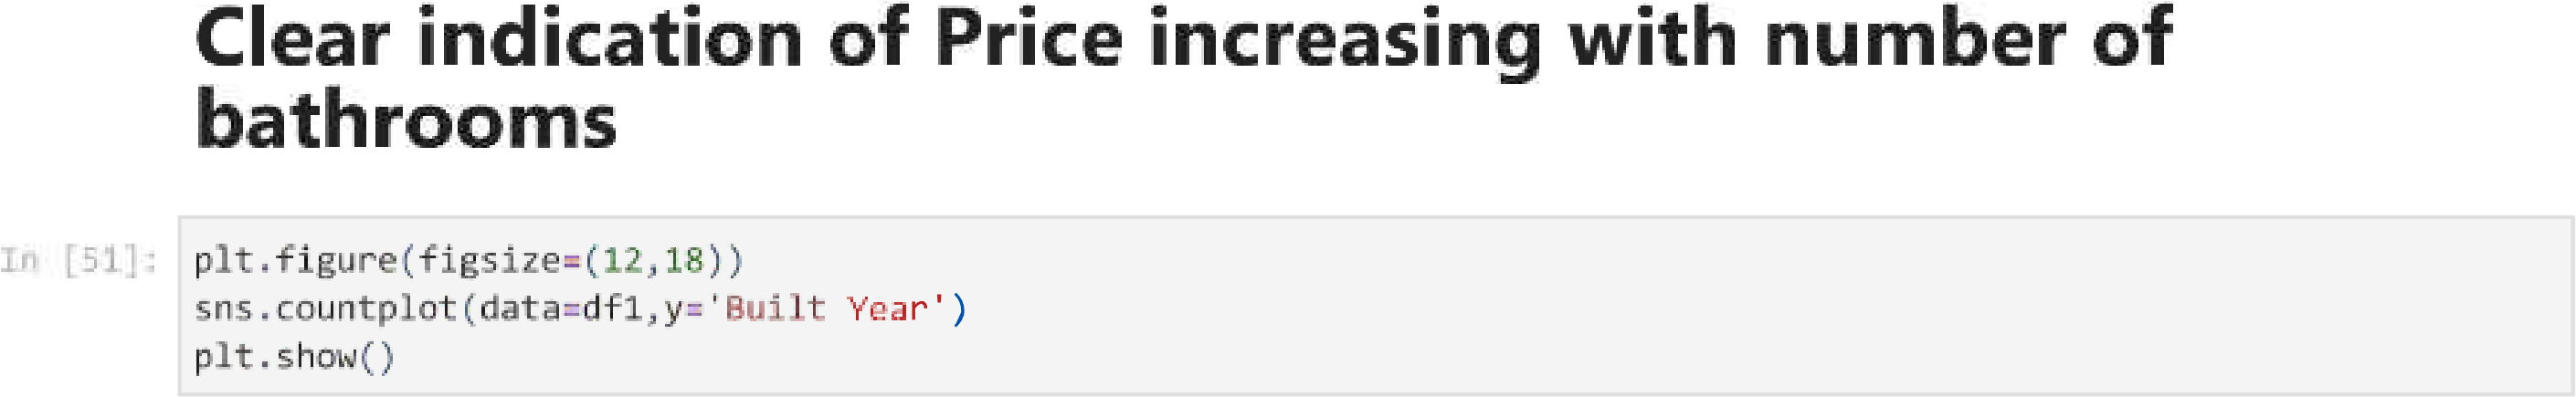 Clear indication of Price increasing with number of
bathrooms
In [51]:
plt.figure(figsize=(12,18))
sns.countplot(data=df1,y='Built Year')
plt.show()